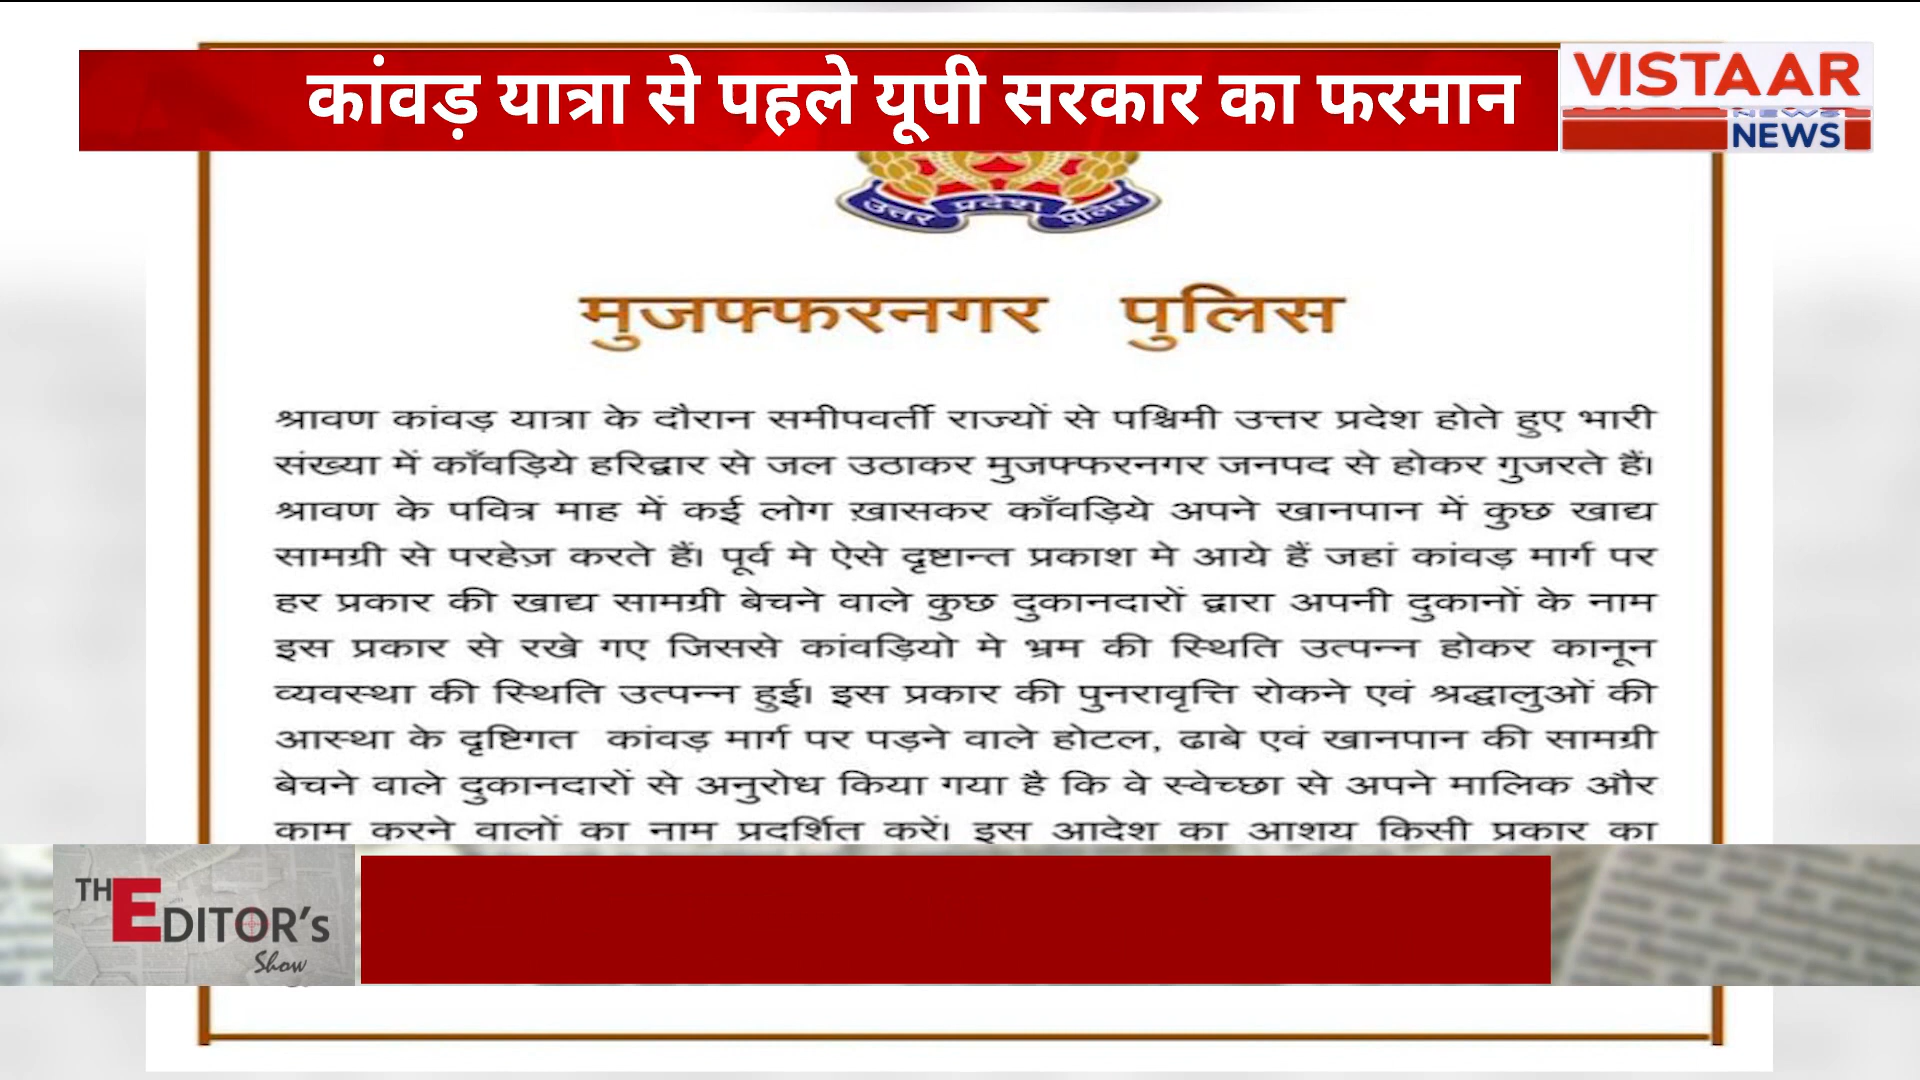 कांवड़ यात्रा से पहले यूपी सरकार का फरमान
VISTAAR
NEWS
उत्तर प्रदेश पुलिस
मुजफ्फरनगर पुलिस
श्रावण कांवड़ यात्रा के दौरान समीपवर्ती राज्यों से पश्चिमी उत्तर प्रदेश होते हुए भारी
संख्या में काँवड़िये हरिद्वार से जल उठाकर मुजफ्फरनगर जनपद से होकर गुजरते हैं।
श्रावण के पवित्र माह में कई लोग ख़ासकर काँवड़िये अपने खानपान में कुछ खाद्य
सामग्री से परहेज़ करते हैं। पूर्व मे ऐसे दृष्टान्त प्रकाश मे आये हैं जहां कांवड़ मार्ग पर
हर प्रकार की खाद्य सामग्री बेचने वाले कुछ दुकानदारों द्वारा अपनी दुकानों के नाम
इस प्रकार से रखे गए जिससे कांवड़ियो मे भ्रम की स्थिति उत्पन्न होकर कानून
व्यवस्था की स्थिति उत्पन्न हुई। इस प्रकार की पुनरावृत्ति रोकने एवं श्रद्धालुओं की
आस्था के दृष्टिगत कांवड़ मार्ग पर पड़ने वाले होटल, ढाबे एवं खानपान की सामग्री
बेचने वाले दुकानदारों से अनुरोध किया गया है कि वे स्वेच्छा से अपने मालिक और
काम करने वालों का नाम प्रदर्शित करें। इस आदेश का आशय किसी प्रकार का
THE EDITOR's
Show